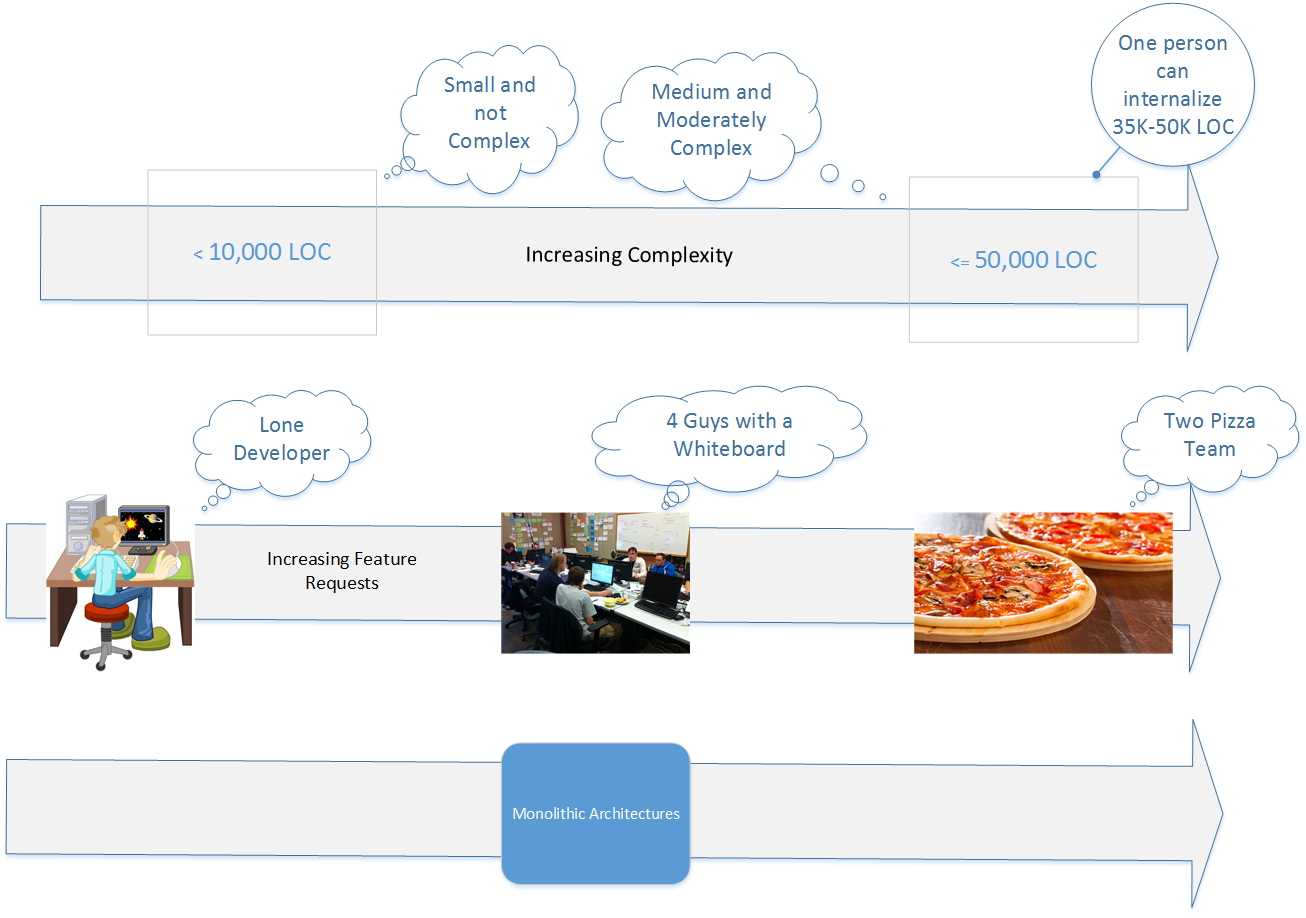 Small and
not
Complex
Medium and
Moderately
Complex
One person
can
internalize
35K-50K LOC
< 10,000 LOC
Increasing Complexity
<= 50,000 LOC
Lone
Developer
4 Guys with a
Whiteboard
Two Pizza
Team
Increasing Feature
Requests
Monolithic Architectures